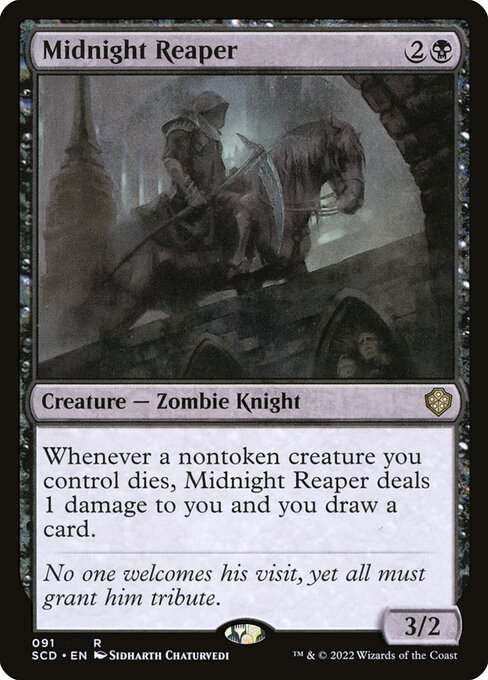 Midnight Reaper 2
Creature — Zombie Knight
Whenever a nontoken creature you
control dies, Midnight Reaper deals
1 damage to you and you draw a
card.
No one welcomes his visit, yet all must
grant him tribute.
3/2
091 R
SCD • EN Sidharth Chaturvedi
™ & © 2022 Wizards of the Coast